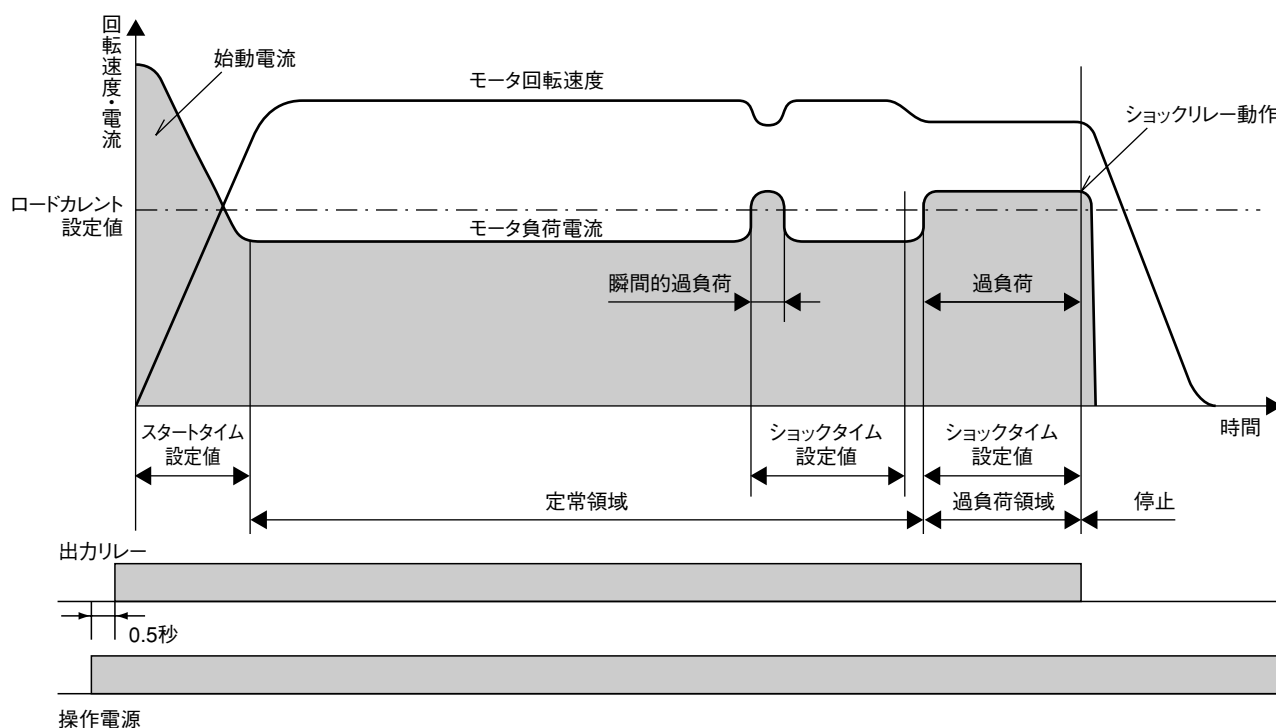 回転速度・電流
始動電流
モータ回転速度
ショックリレー動作
ロードカレント
設定値
モータ負荷電流
瞬間的過負荷
過負荷
時間
スタートタイム
設定値
ショックタイム
設定値
ショックタイム
設定値
定常領域
過負荷領域
停止
出力リレー
0.5秒
操作電源